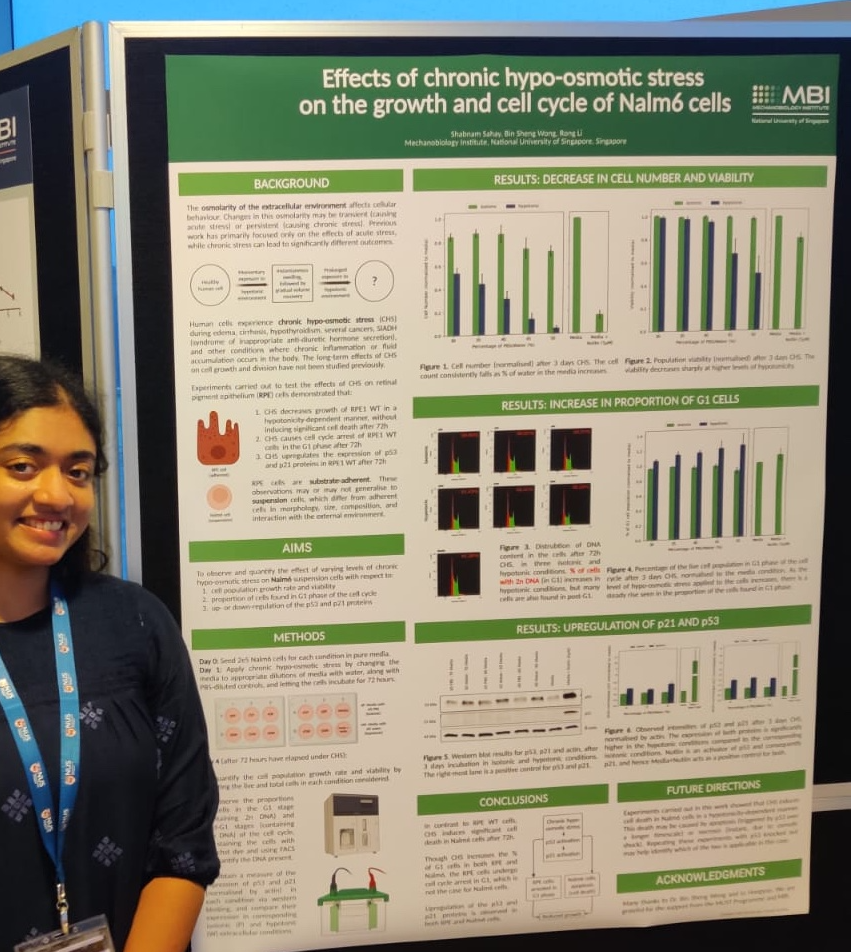 BI
Effects of chronic hypo-osmotic stress
on the growth and cell cycle of Nalm6 cells
MBI
MECHANOBIOLOGY INSTITUTE
National University of Singapore
Shabnam Sahay, Bin Sheng Wong, Rong Li
Mechanobiology Institute, National University of Singapore, Singapore
BACKGROUND
The osmolarity of the extracellular environment affects cellular
behaviour. Changes in this osmolarity may be transient (causing
acute stress) or persistent (causing chronic stress). Previous
work has primarily focused only on the effects of acute stress,
while chronic stress can lead to significantly different outcomes.
Healthy
human cell
Momentary
exposure to
hypotonic
environment
Instantaneous
swelling,
followed by
gradual volume
recovery
Prolonged
exposure to
hypotonic
environment
?
Human cells experience chronic hypo-osmotic stress (CHS)
during edema, cirrhosis, hypothyroidism, several cancers, SIADH
(syndrome of inappropriate anti-diuretic hormone secretion),
and other conditions where chronic inflammation or fluid
accumulation occurs in the body. The long-term effects of CHS
on cell growth and division have not been studied previously.
Experiments carried out to test the effects of CHS on retinal
pigment epithelium (RPE) cells demonstrated that:
1. CHS decreases growth of RPE1 WT in a
hypotonicity-dependent manner, without
inducing significant cell death after 72h
2. CHS causes cell cycle arrest of RPE1 WT
cells in the G1 phase after 72h
3. CHS upregulates the expression of p53
and p21 proteins in RPE1 WT after 72h
RPE cells are substrate-adherent. These
observations may or may not generalise to
suspension cells, which differ from adherent
cells in morphology, size, composition, and
interaction with the external environment.
AIMS
To observe and quantify the effect of varying levels of chronic
hypo-osmotic stress on Nalm6 suspension cells with respect to:
1. cell population growth rate and viability
2. proportion of cells found in G1 phase of the cell cycle
3. up- or down-regulation of the p53 and p21 proteins
METHODS
Day 0: Seed 2e5 Nalm6 cells for each condition in pure media.
Day 1: Apply chronic hypo-osmotic stress by changing the
media to appropriate dilutions of media with water, along with
PBS-diluted controls, and letting the cells incubate for 72 hours.
4 (after 72 hours have elapsed under CHS):
uantify the cell population growth rate and viability by
ing the live and total cells in each condition considered.
serve the proportions
ells in the G1 stage
aining 2n DNA) and
G1 stages (containing
DNA) of the cell cycle,
staining the cells with
dye and using FACS
antify the DNA present.
btain a measure of the
ression of p53 and p21
normalised by actin) in
each condition via western
blotting, and compare their
expression in corresponding
isotonic (P) and hypotonic
(W) extracellular conditions.
RESULTS: DECREASE IN CELL NUMBER AND VIABILITY
Percentage of PBS/Water (%)
Figure 1. Cell number (normalised) after 3 days CHS. The cell
count consistently falls as % of water in the media increases.
Figure 2. Population viability (normalised) after 3 days CHS. The
viability decreases sharply at higher levels of hypotonicity.
RESULTS: INCREASE IN PROPORTION OF G1 CELLS
Figure 3. Distrubtion of DNA
content in the cells after 72h
CHS, in three isotonic and
hypotonic conditions. % of cells
with 2n DNA (in G1) increases in
hypotonic conditions, but many
cells are also found in post-G1.
Figure 4. Percentage of the live cell population in G1 phase of the cell
cycle after 3 days CHS, normalised to the media condition. As the
level of hypo-osmotic stress applied to the cells increases, there is a
steady rise seen in the proportion of the cells found in G1 phase.
RESULTS: UPREGULATION OF p21 AND p53
Figure 5. Western blot results for p53, p21 and actin, after
3 days incubation in isotonic and hypotonic conditions.
The right-most lane is a positive control for p53 and p21.
Figure 6. Observed intensities of p53 and p21 after 3 days CHS,
normalised by actin. The expression of both proteins is significantly
higher in the hypotonic conditions compared to the corresponding
isotonic conditions. Nutlin is an activator of p53 and consequently
p21, and hence Media+Nutlin acts as a positive control for both.
CONCLUSIONS
In contrast to RPE WT cells,
CHS induces significant cell
death in Nalm6 cells after 72h.
Though CHS increases the %
of G1 cells in both RPE and
Nalm6, the RPE cells undergo
cell cycle arrest in G1, which is
not the case for Nalm6 cells.
Upregulation of the p53 and
p21 proteins is observed in
both RPE and Nalm6 cells.
Chronic hypo-
osmotic stress
p53 activation
p21 activation
RPE cells
arrested in
G1 phase
Nalm6 cells
apoptosis
(cell death)
Reduced growth
FUTURE DIRECTIONS
Experiments carried out in this work showed that CHS induces
cell death in Nalm6 cells in a hypotonicity-dependent manner.
This death may be caused by apoptosis (triggered by p53 over
a longer timescale) or necrosis (instant, due to osmotic
shock). Repeating these experiments with p53 knocked out
may help identify which of the two is applicable in this case.
ACKNOWLEDGMENTS
Many thanks to Dr. Bin Sheng Wong
NUS
NUS
NUS